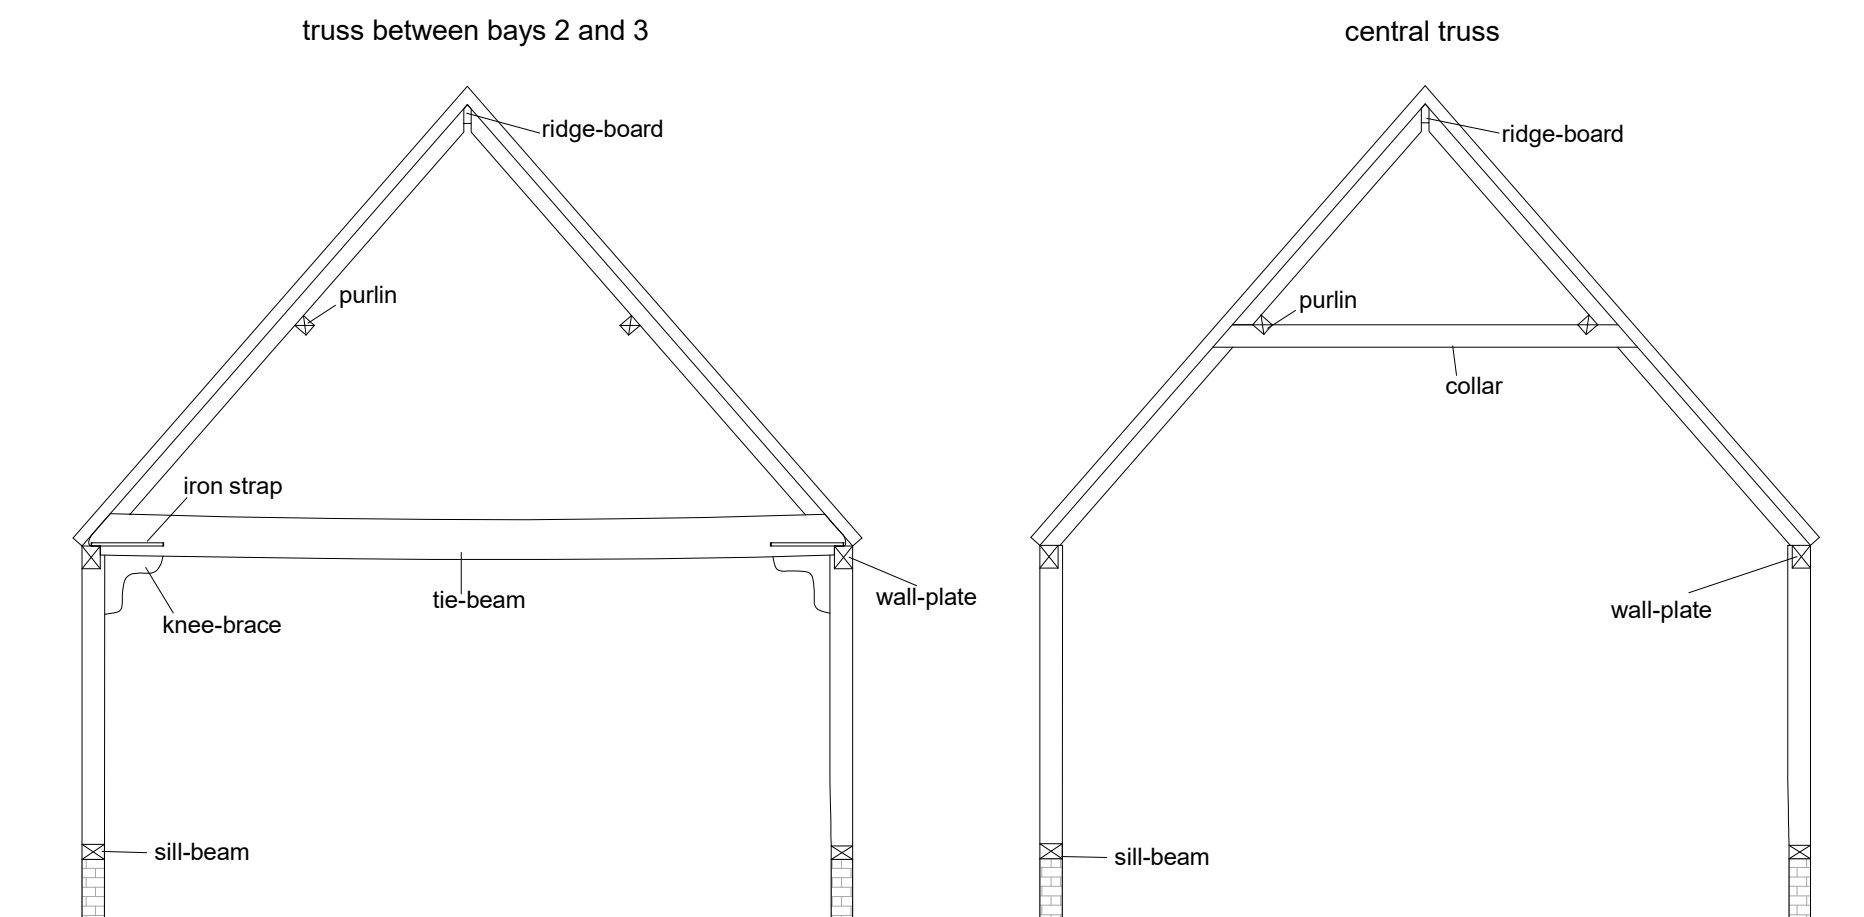 truss between bays 2 and 3
ridge-board
purlin
iron strap
tie-beam
wall-plate
knee-brace
sill-beam
central truss
ridge-board
purlin
collar
wall-plate
sill-beam